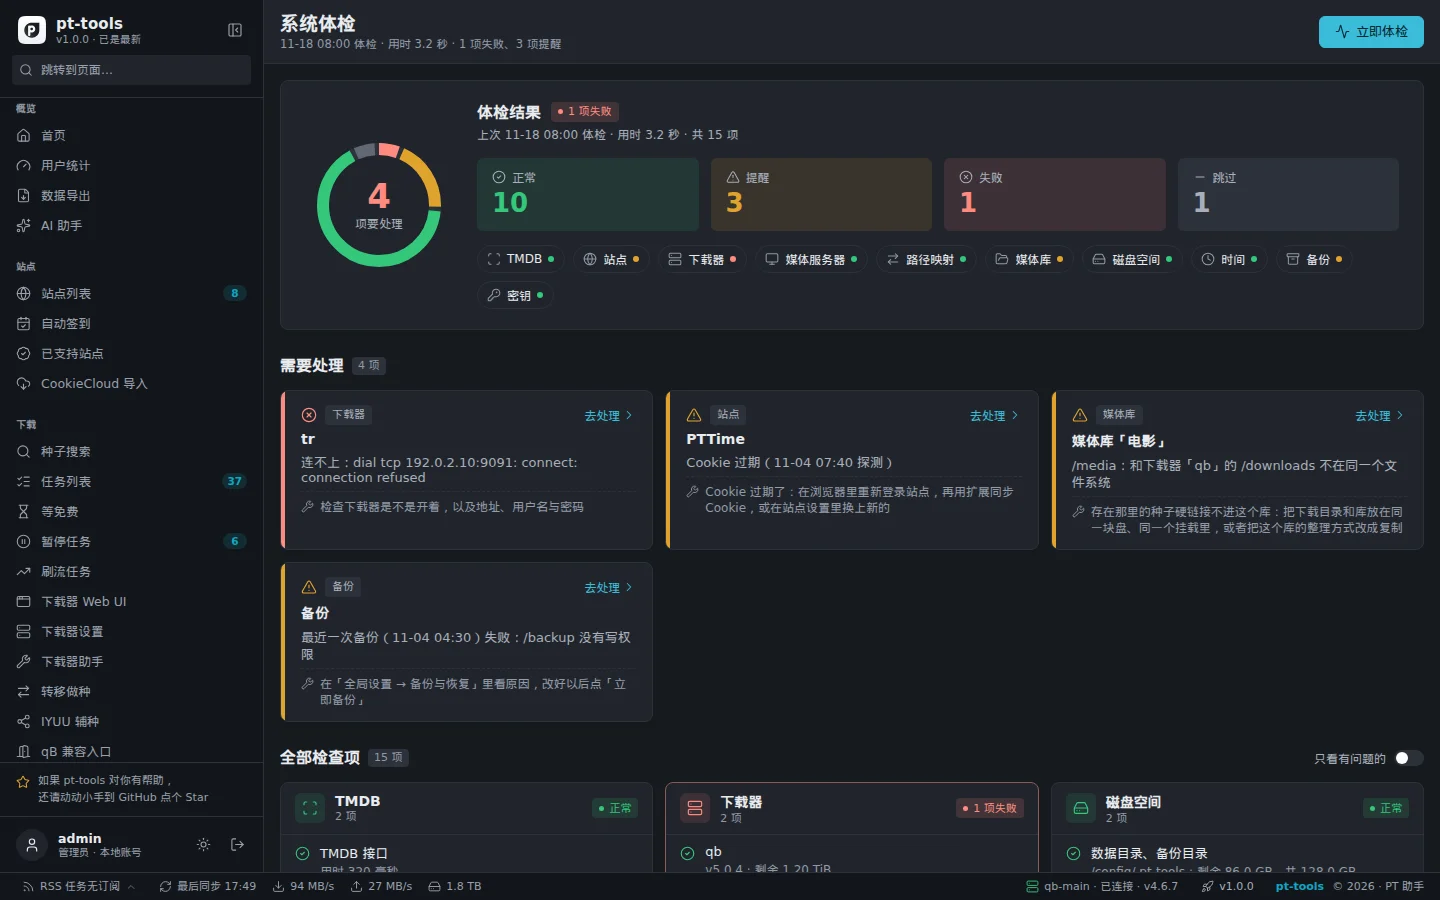 pt-tools
v1.0.0 · 已是最新
跳转到页面…
概览
首页
用户统计
数据导出
AI 助手
站点
站点列表 8
自动签到
已支持站点
CookieCloud 导入
下载
种子搜索
任务列表 37
等免费
暂停任务 6
刷流任务
下载器 Web UI
下载器设置
下载器助手
转移做种
IYUU 辅种
qB 兼容入口
如果 pt-tools 对你有帮助，
还请动动小手到 GitHub 点个 Star
admin
管理员 · 本地账号
系统体检
11-18 08:00 体检 · 用时 3.2 秒 · 1 项失败、3 项提醒
立即体检
4
项要处理
体检结果 1 项失败
上次 11-18 08:00 体检 · 用时 3.2 秒 · 共 15 项
正常 提醒 失败 跳过
10 3 1 1
TMDB 站点 下载器 媒体服务器 路径映射 媒体库 磁盘空间 时间 备份
密钥
需要处理 4 项
下载器 去处理
tr
连不上：dial tcp 192.0.2.10:9091: connect:
connection refused
检查下载器是不是开着，以及地址、用户名与密码
站点 去处理
PTTime
Cookie 过期（11-04 07:40 探测）
Cookie 过期了：在浏览器里重新登录站点，再用扩展同步
Cookie，或在站点设置里换上新的
媒体库 去处理
媒体库「电影」
/media：和下载器「qb」的 /downloads 不在同一个文
件系统
存在那里的种子硬链接不进这个库：把下载目录和库放在同
一块盘、同一个挂载里，或者把这个库的整理方式改成复制
备份 去处理
备份
最近一次备份（11-04 04:30）失败：/backup 没有写权
限
在「全局设置 → 备份与恢复」里看原因，改好以后点「立
即备份」
全部检查项 15 项
只看有问题的
TMDB 正常
2 项
TMDB 接口
用时 320 毫秒
下载器 1 项失败
2 项
qb
v5.0.4 · 剩余 1.20 TiB
磁盘空间 正常
2 项
数据目录、备份目录
/config/.pt-tools：剩余 86.0 GB，共 128.0 GB
RSS 任务无订阅 最后同步 17:49 94 MB/s 27 MB/s 1.8 TB
qb-main · 已连接 · v4.6.7 v1.0.0 pt-tools © 2026 · PT 助手